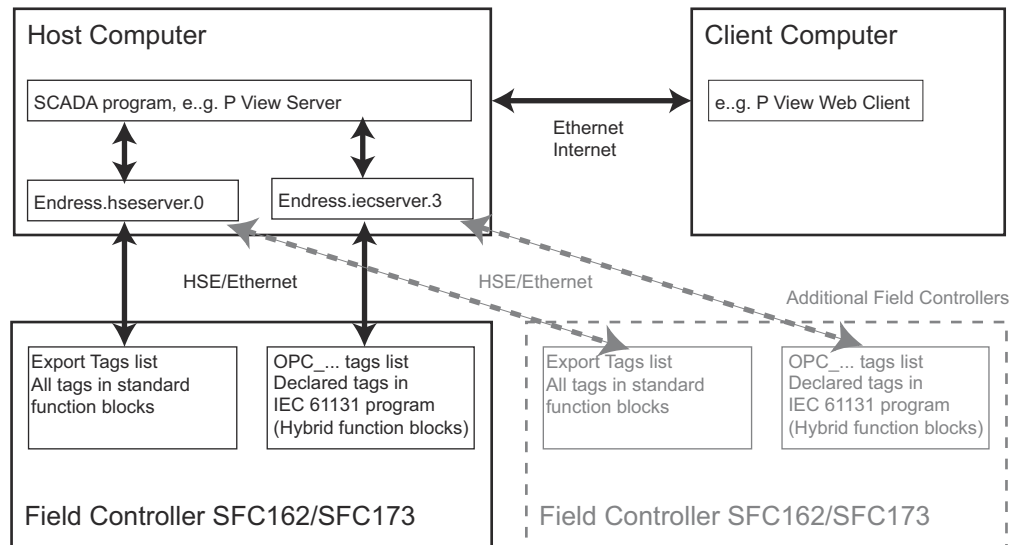 Host Computer
SCADA program, e..g. P View Server
Endress.hseserver.0
Endress.iecserver.3
Client Computer
e..g. P View Web Client
Ethernet
Internet
HSE/Ethernet
HSE/Ethernet
Additional Field Controllers
Export Tags list
All tags in standard
function blocks
OPC_... tags list
Declared tags in
IEC 61131 program
(Hybrid function blocks)
Field Controller SFC162/SFC173
Export Tags list
All tags in standard
function blocks
OPC_... tags list
Declared tags in
IEC 61131 program
(Hybrid function blocks)
Field Controller SFC162/SFC173